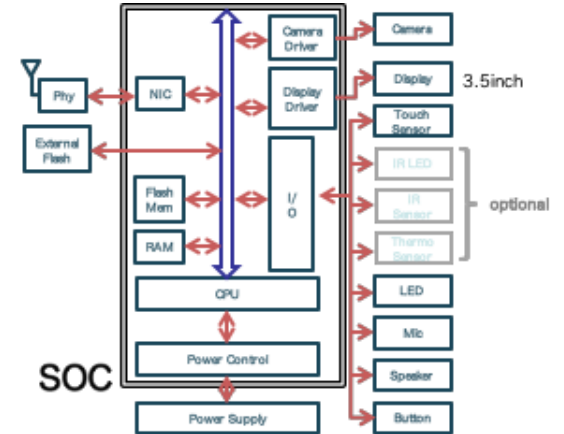 Camera
Driver
Camera
Phy
NIC
Display
Driver
Display
3.5inch
Touch
Sensor
External
Flash
IR LED
I/
O
Flash
Mem
IR
Sensor
optional
RAM
Thermo
Sensor
CPU
LED
Mic
Power Control
SOC
Speaker
Power Supply
Button